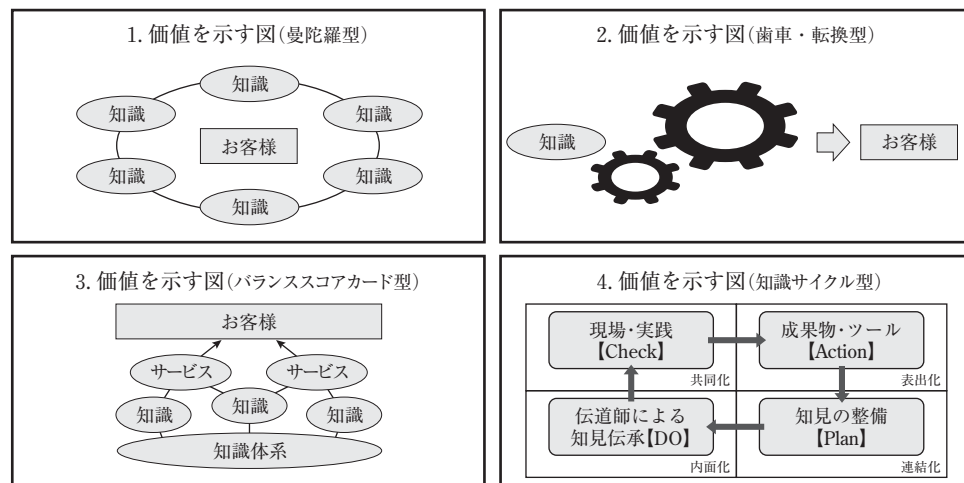 1. 価値を示す図(曼陀羅型)
知識
知識
知識
お客様
知識
知識
知識
2. 価値を示す図(歯車・転換型)
知識
お客様
3. 価値を示す図(バランススコアカード型)
お客様
サービス
サービス
知識
知識
知識
知識体系
4. 価値を示す図(知識サイクル型)
現場・実践
【Check】
共同化
成果物・ツール
【Action】
表出化
伝道師による
知見伝承【DO】
内面化
知見の整備
【Plan】
連結化